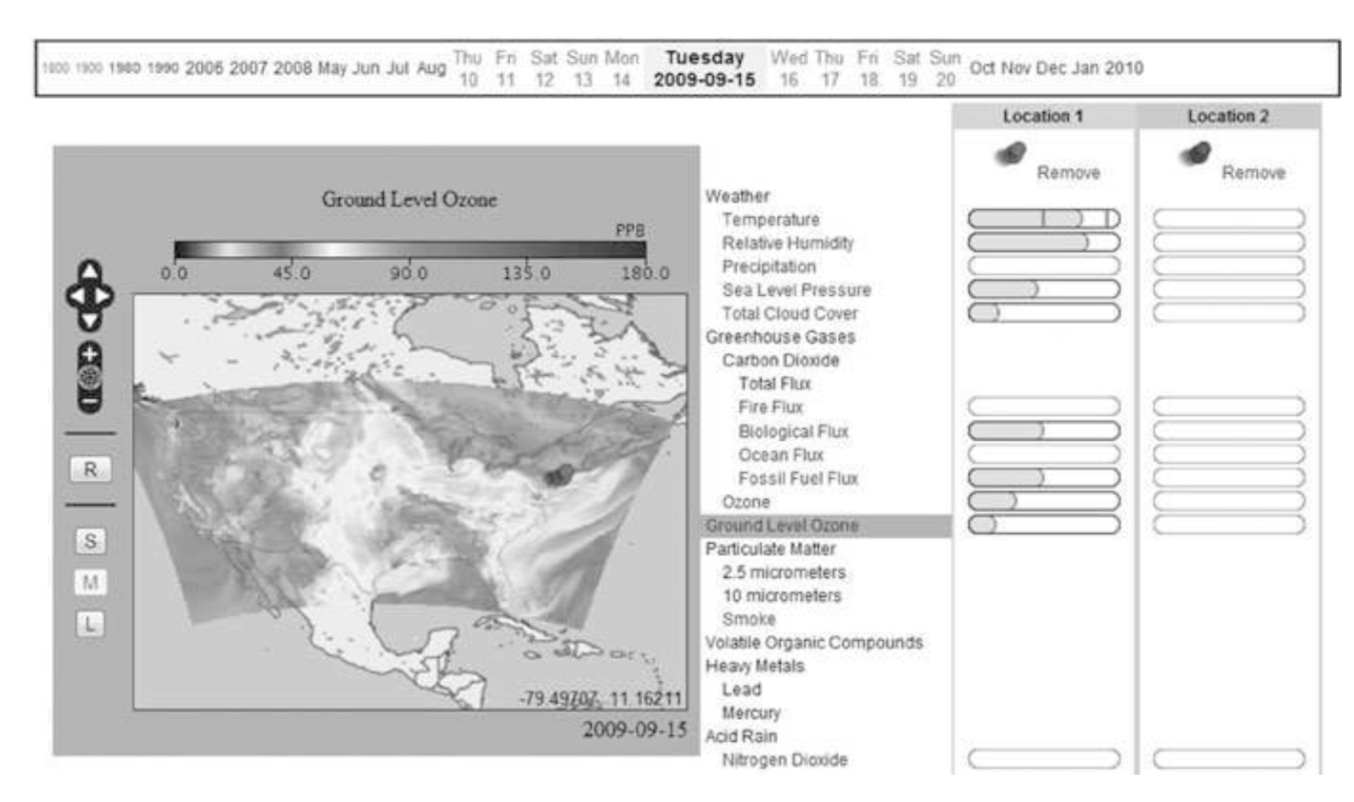 1800 1900 1980 1990 2006 2007 2008 May Jun Jul Aug Thu 10 Fri 11 Sat 12 Sun 13 Mon 14 Tuesday 2009-09-15 Wed 16 Thu 17 Fri 18 Sat 19 Sun 20 Oct Nov Dec Jan 2010
Location 1 Location 2
Remove Remove
Ground Level Ozone
PPB
0.0 45.0 90.0 135.0 180.0
+
−
R
S
M
L
-79.49707, 11.16211
2009-09-15
Weather
Temperature
Relative Humidity
Precipitation
Sea Level Pressure
Total Cloud Cover
Greenhouse Gases
Carbon Dioxide
Total Flux
Fire Flux
Biological Flux
Ocean Flux
Fossil Fuel Flux
Ozone
Ground Level Ozone
Particulate Matter
2.5 micrometers
10 micrometers
Smoke
Volatile Organic Compounds
Heavy Metals
Lead
Mercury
Acid Rain
Nitrogen Dioxide